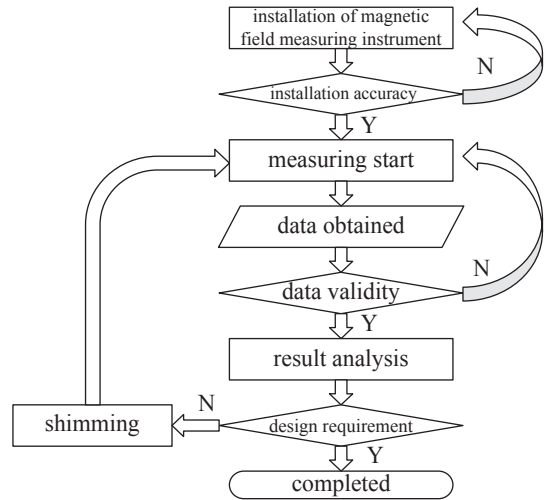 installation of magnetic
field measuring instrument
N
installation accuracy
Y
measuring start
data obtained
N
data validity
Y
result analysis
N
shimming
design requirement
Y
completed